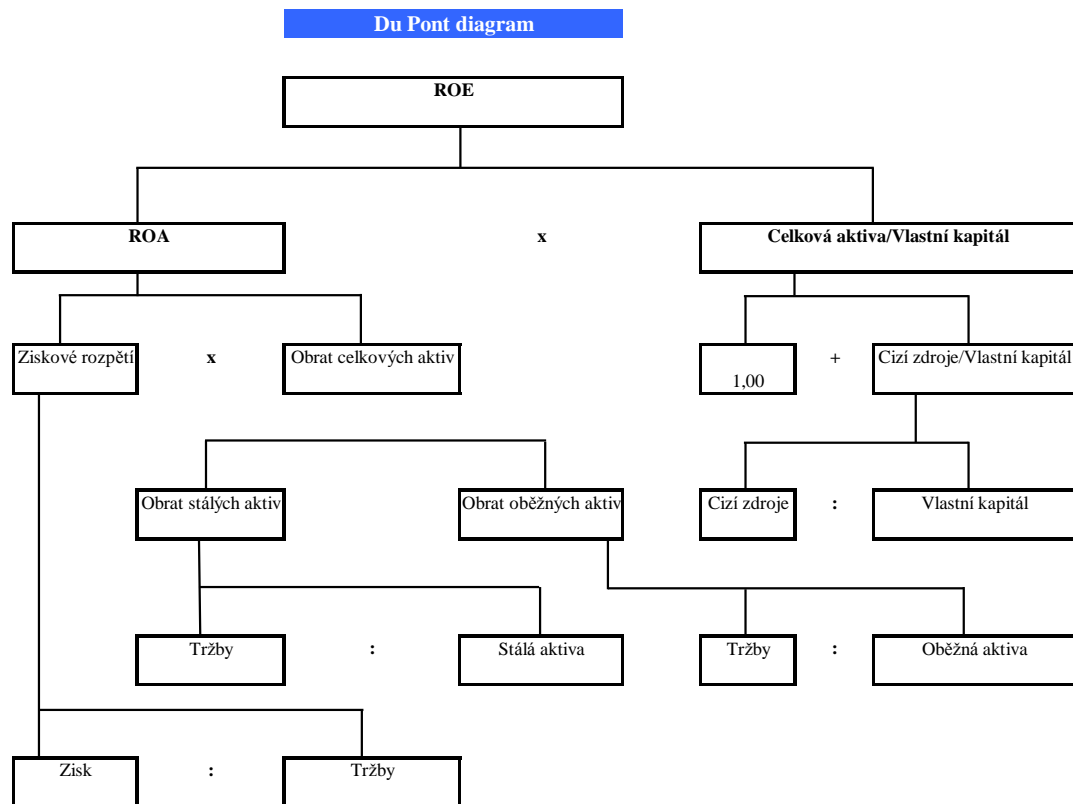 Du Pont diagram
ROE
ROA x Celková aktiva/Vlastní kapitál
Ziskové rozpětí x Obrat celkových aktiv 1,00 + Cizí zdroje/Vlastní kapitál
Obrat stálých aktiv Obrat oběžných aktiv Cizí zdroje : Vlastní kapitál
Tržby : Stálá aktiva Tržby : Oběžná aktiva
Zisk : Tržby